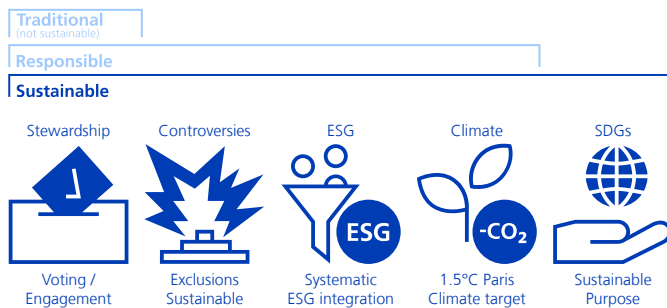 Traditional
(not sustainable)
Responsible
Sustainable
Stewardship Controversies ESG Climate SDGs
ESG -CO₂
Voting / Exclusions Systematic 1.5°C Paris Sustainable
Engagement Sustainable ESG integration Climate target Purpose